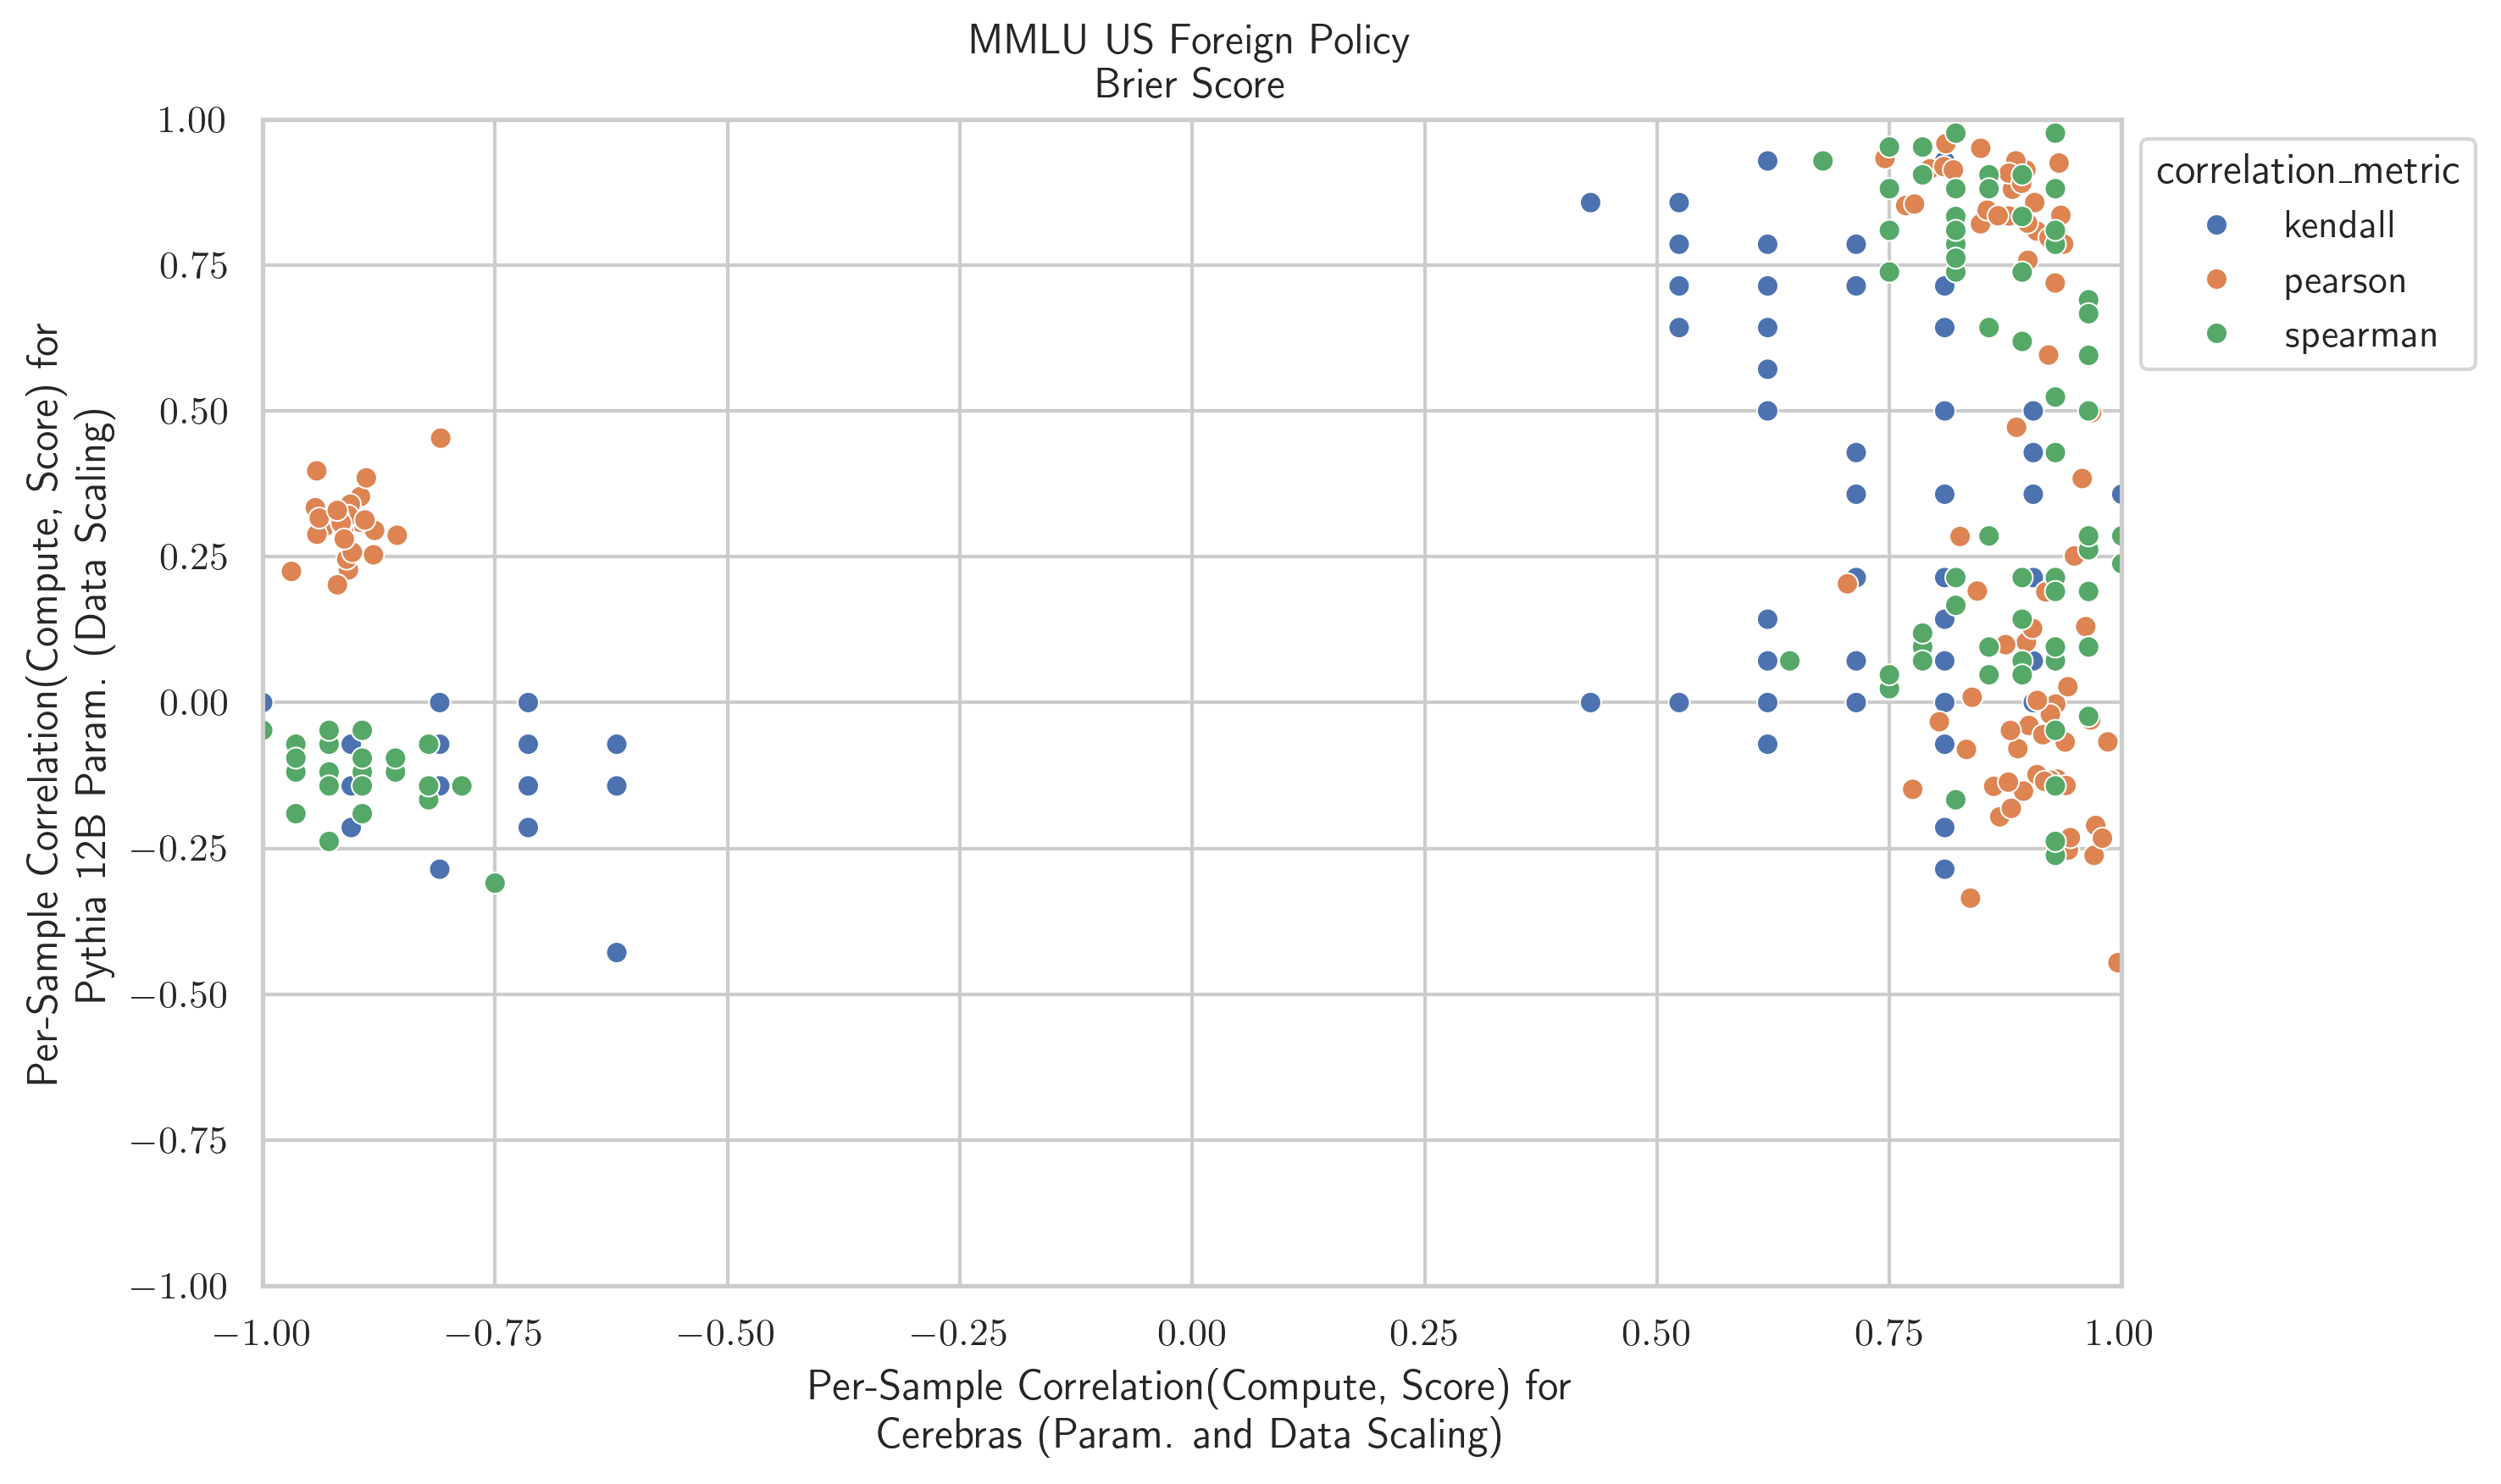 MMLU US Foreign Policy
Brier Score
Per-Sample Correlation(Compute, Score) for
Pythia 12B Param. (Data Scaling)
1.00
0.75
0.50
0.25
0.00
−0.25
−0.50
−0.75
−1.00
−1.00 −0.75 −0.50 −0.25 0.00 0.25 0.50 0.75 1.00
Per-Sample Correlation(Compute, Score) for
Cerebras (Param. and Data Scaling)
correlation_metric
kendall
pearson
spearman